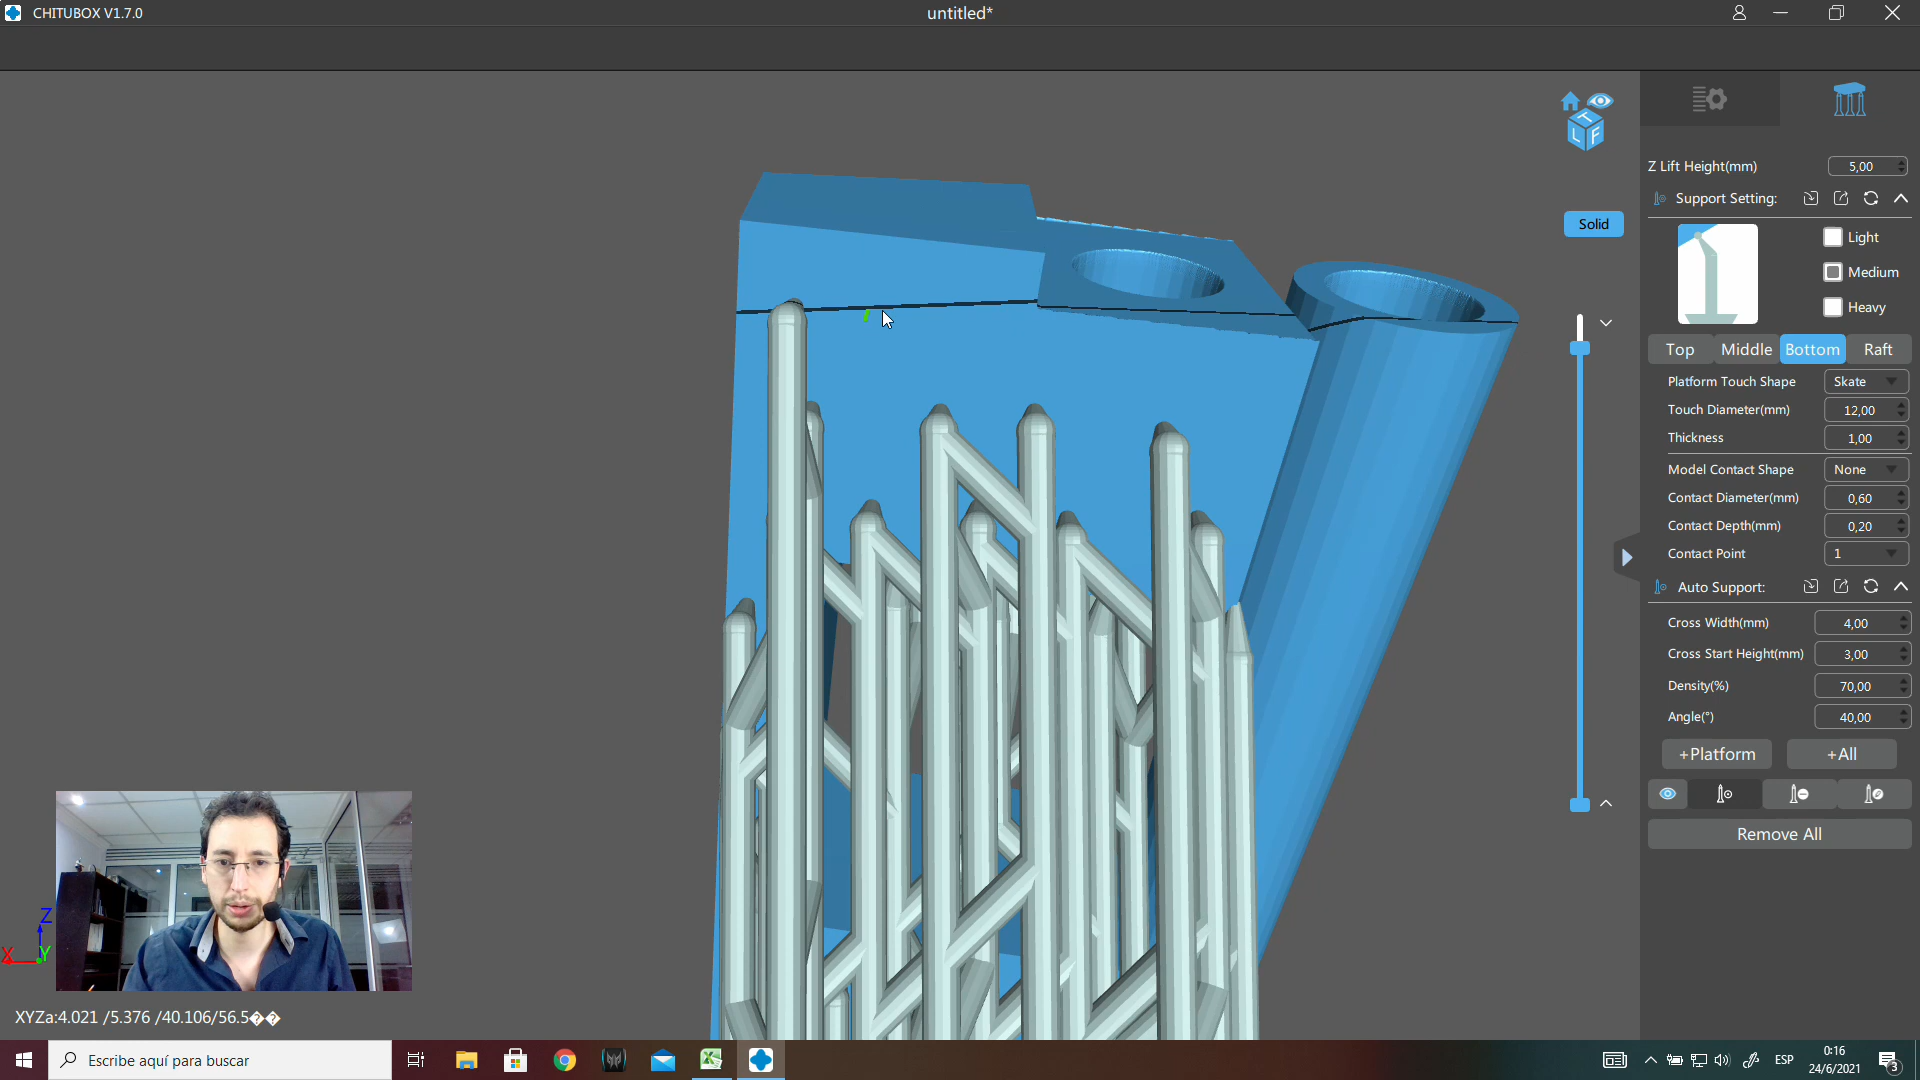 CHITUBOX V1.7.0
untitled*
T
L F
Solid
Z Lift Height(mm) 5,00
Support Setting:
Light
Medium
Heavy
Top Middle Bottom Raft
Platform Touch Shape Skate
Touch Diameter(mm) 12,00
Thickness 1,00
Model Contact Shape None
Contact Diameter(mm) 0,60
Contact Depth(mm) 0,20
Contact Point 1
Auto Support:
Cross Width(mm) 4,00
Cross Start Height(mm) 3,00
Density(%) 70,00
Angle(°) 40,00
+Platform +All
Remove All
Z
X Y
XYZa:4.021 /5.376 /40.106/56.5��
Escribe aquí para buscar
ESP
0:16
24/6/2021
3